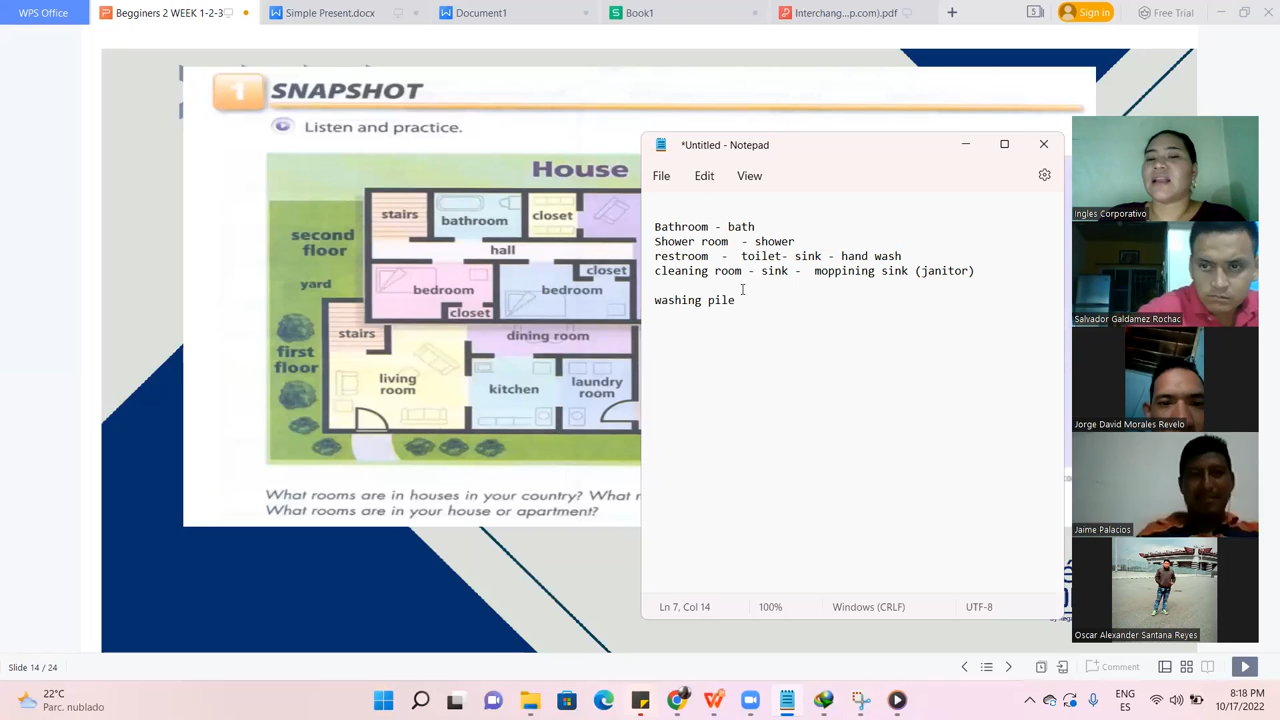 WPS Office
Begginers 2 WEEK 1-2-3
Simple Present.docx
Document1
Book1
Interchang...p.com).pdf
5
Sign in
Free Trial
1 SNAPSHOT
Listen and practice.
House
stairs
bathroom
closet
second
floor
hall
yard
bedroom
bedroom
closet
closet
stairs
dining room
first
floor
living
room
kitchen
laundry
room
What rooms are in houses in your country? What r
What rooms are in your house or apartment?
*Untitled - Notepad
File Edit View
Bathroom - bath
Shower room - shower
restroom - toilet- sink - hand wash
cleaning room - sink - moppining sink (janitor)
washing pile
Ln 7, Col 14
100%
Windows (CRLF)
UTF-8
Ingles Corporativo
Salvador Galdamez Rochac
Jorge David Morales Revelo
Jaime Palacios
Oscar Alexander Santana Reyes
Slide 14 / 24
Comment
22°C
Parc. nublado
ENG
ES
8:18 PM
10/17/2022